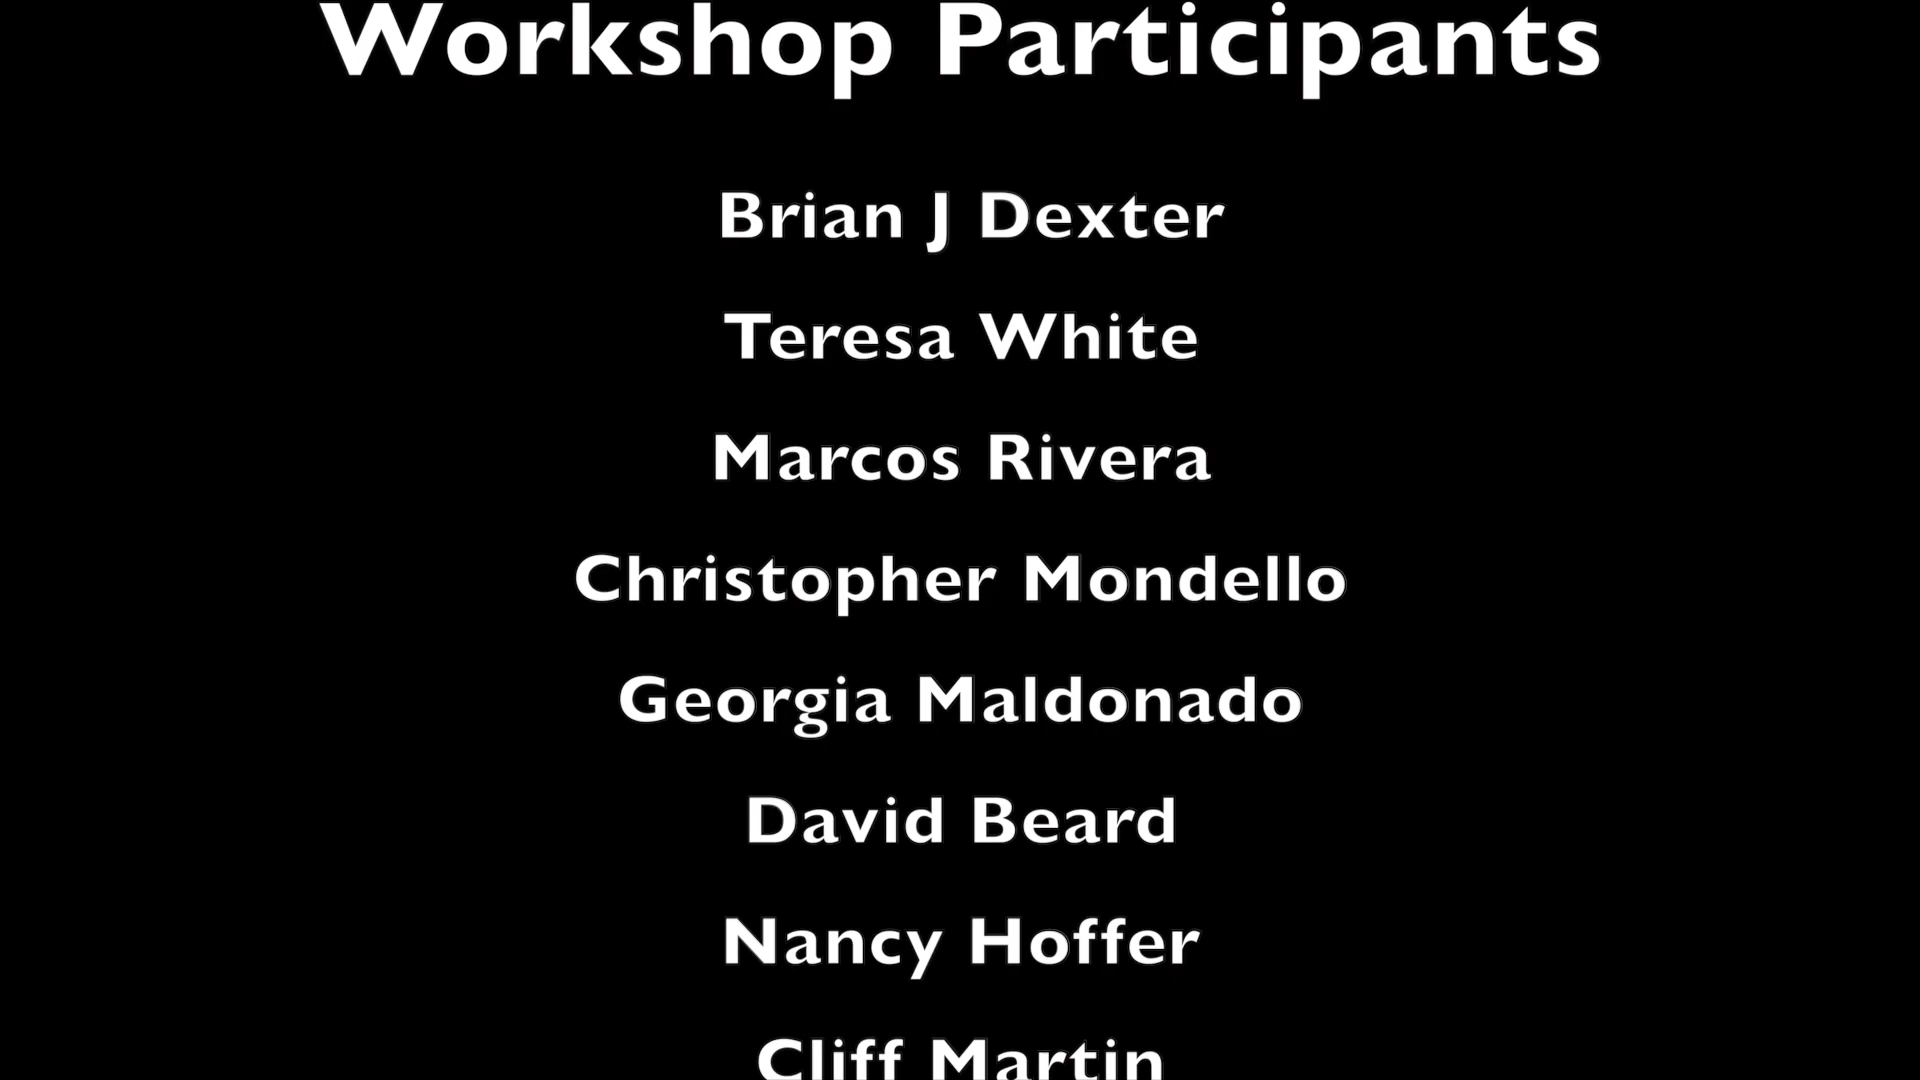 Workshop Participants
Brian J Dexter
Teresa White
Marcos Rivera
Christopher Mondello
Georgia Maldonado
David Beard
Nancy Hoffer
Cliff Martin